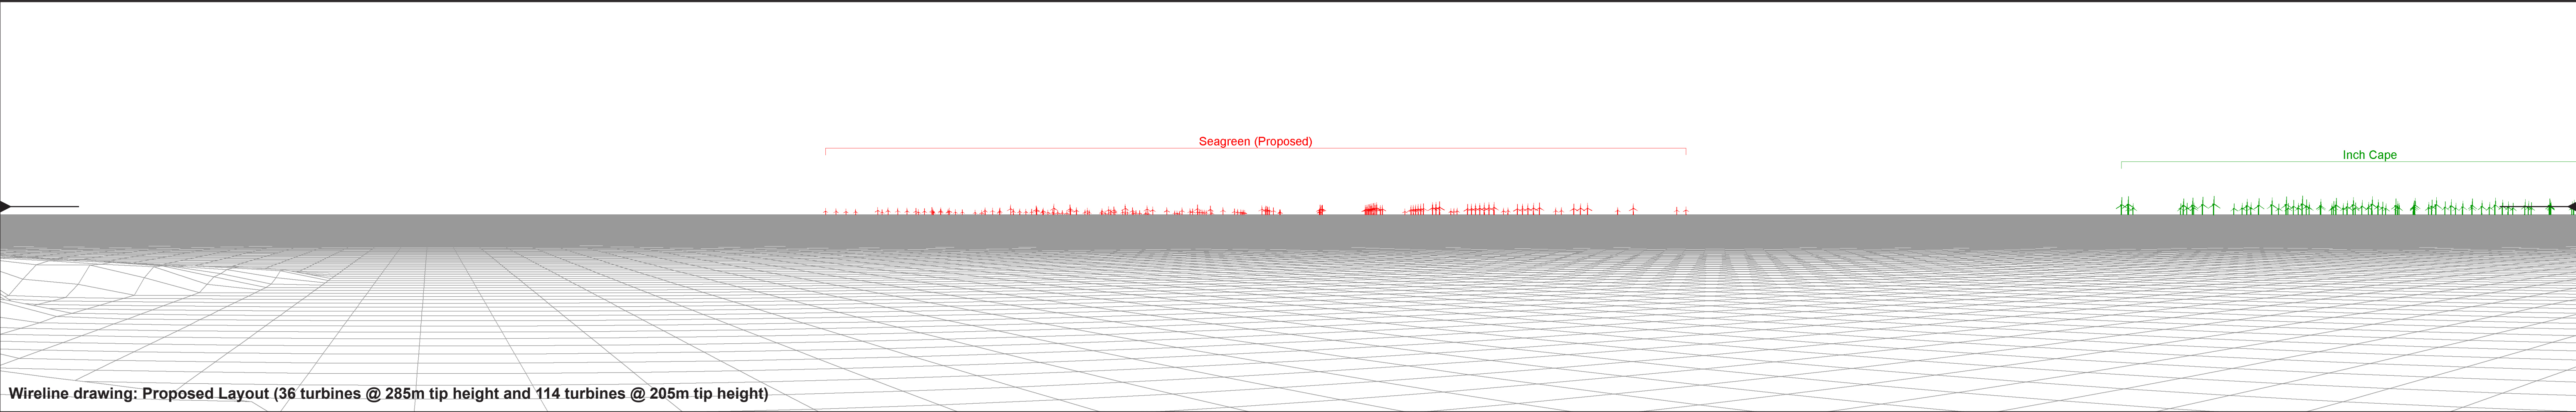 Seagreen (Proposed)
Inch Cape
Wireline drawing: Proposed Layout (36 turbines @ 285m tip height and 114 turbines @ 205m tip height)